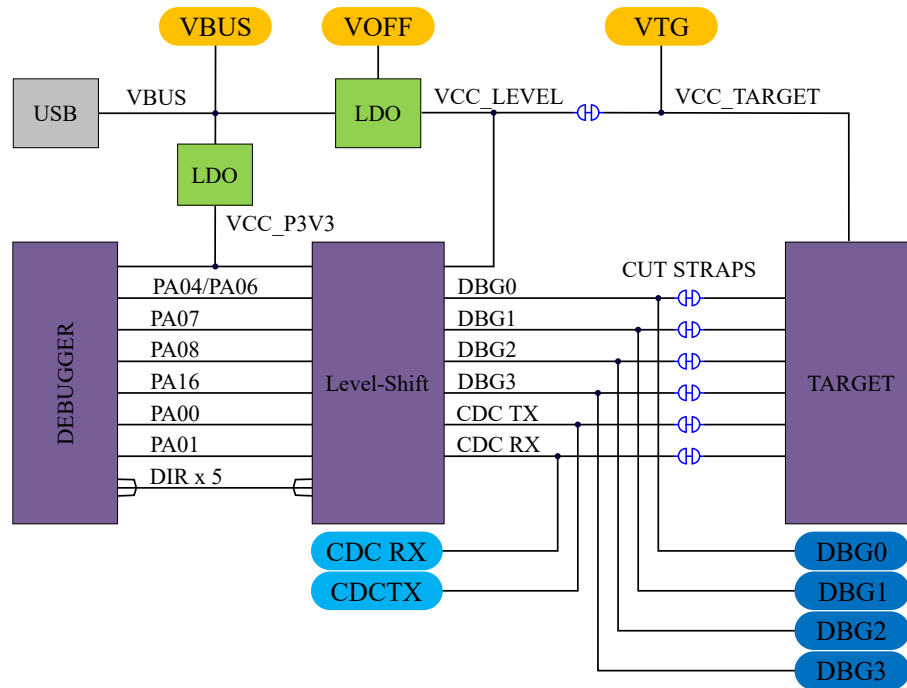 VBUS
VOFF
VTG
USB
VBUS
LDO
VCC_LEVEL
VCC_TARGET
LDO
VCC_P3V3
DEBUGGER
PA04/PA06
PA07
PA08
PA16
PA00
PA01
DIR x 5
Level-Shift
DBG0
DBG1
DBG2
DBG3
CDC TX
CDC RX
CUT STRAPS
TARGET
CDC RX
CDCTX
DBG0
DBG1
DBG2
DBG3